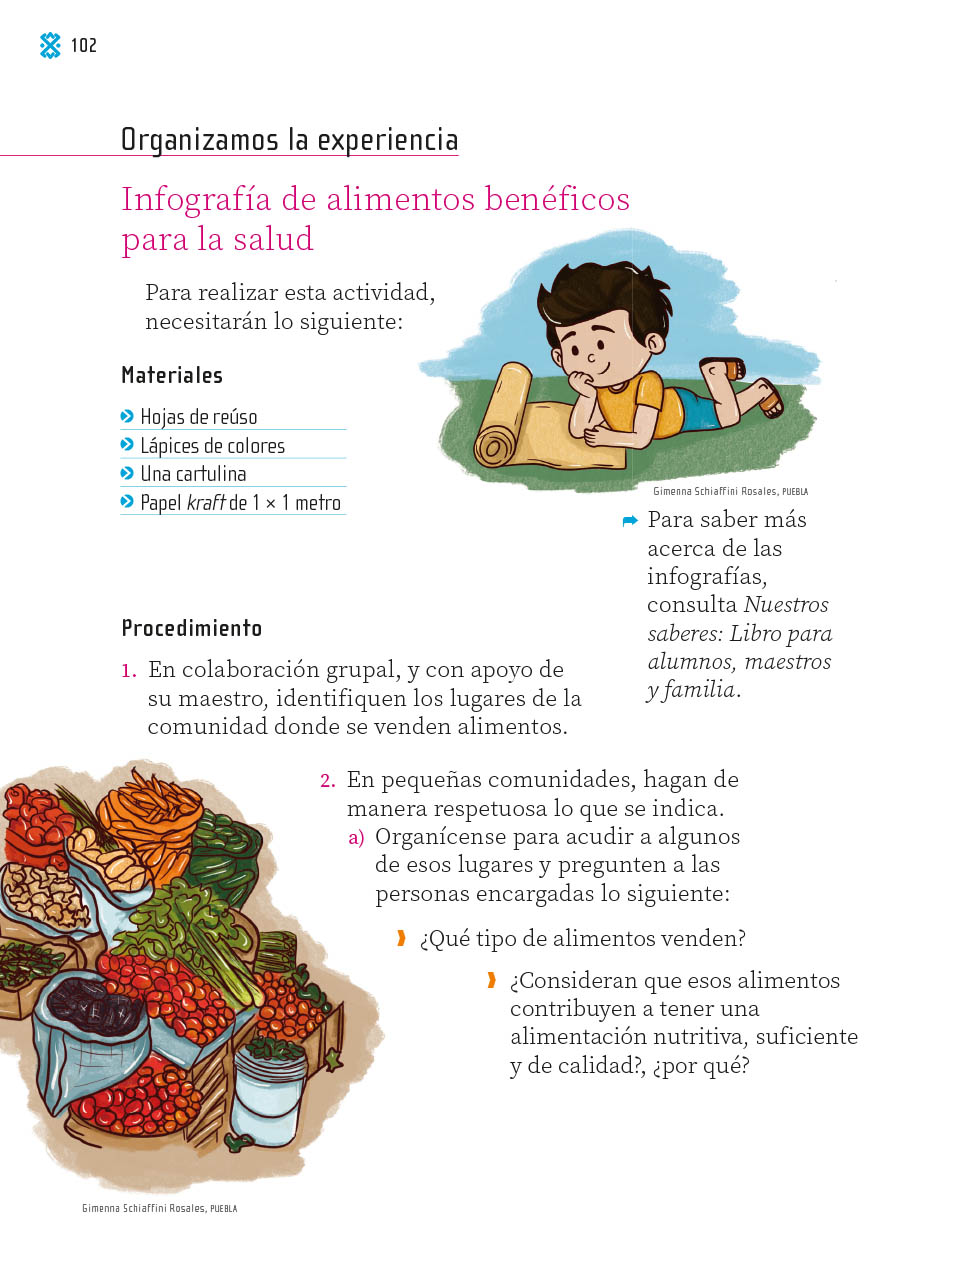 102
Organizamos la experiencia
Infografía de alimentos benéficos
para la salud
Para realizar esta actividad,
necesitarán lo siguiente:
Materiales
Hojas de reúso
Lápices de colores
Una cartulina
Papel kraft de 1 × 1 metro
Gimenna Schiaffini Rosales, PUEBLA
Para saber más
acerca de las
infografías,
consulta Nuestros
saberes: Libro para
alumnos, maestros
y familia.
Procedimiento
1. En colaboración grupal, y con apoyo de
su maestro, identifiquen los lugares de la
comunidad donde se venden alimentos.
2. En pequeñas comunidades, hagan de
manera respetuosa lo que se indica.
a) Organícense para acudir a algunos
de esos lugares y pregunten a las
personas encargadas lo siguiente:
¿Qué tipo de alimentos venden?
¿Consideran que esos alimentos
contribuyen a tener una
alimentación nutritiva, suficiente
y de calidad?, ¿por qué?
Gimenna Schiaffini Rosales, PUEBLA